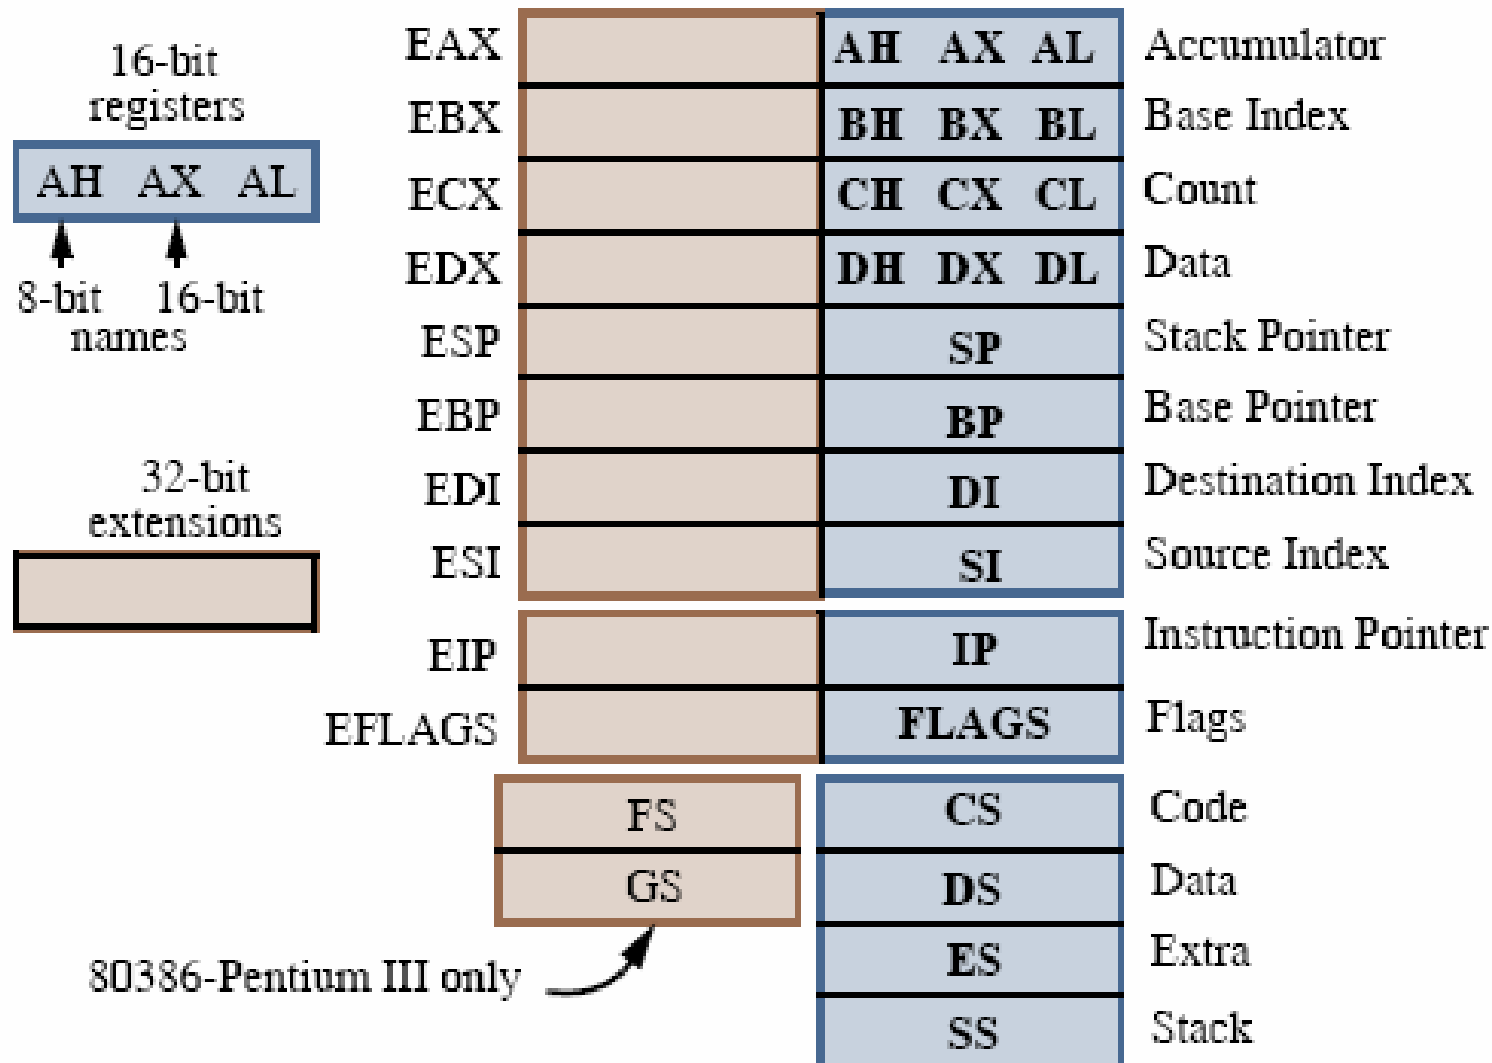 16-bit
registers
AH AX AL
8-bit 16-bit
names
32-bit
extensions
EAX AH AX AL Accumulator
EBX BH BX BL Base Index
ECX CH CX CL Count
EDX DH DX DL Data
ESP SP Stack Pointer
EBP BP Base Pointer
EDI DI Destination Index
ESI SI Source Index
EIP IP Instruction Pointer
EFLAGS FLAGS Flags
FS CS Code
GS DS Data
80386-Pentium III only
ES Extra
SS Stack